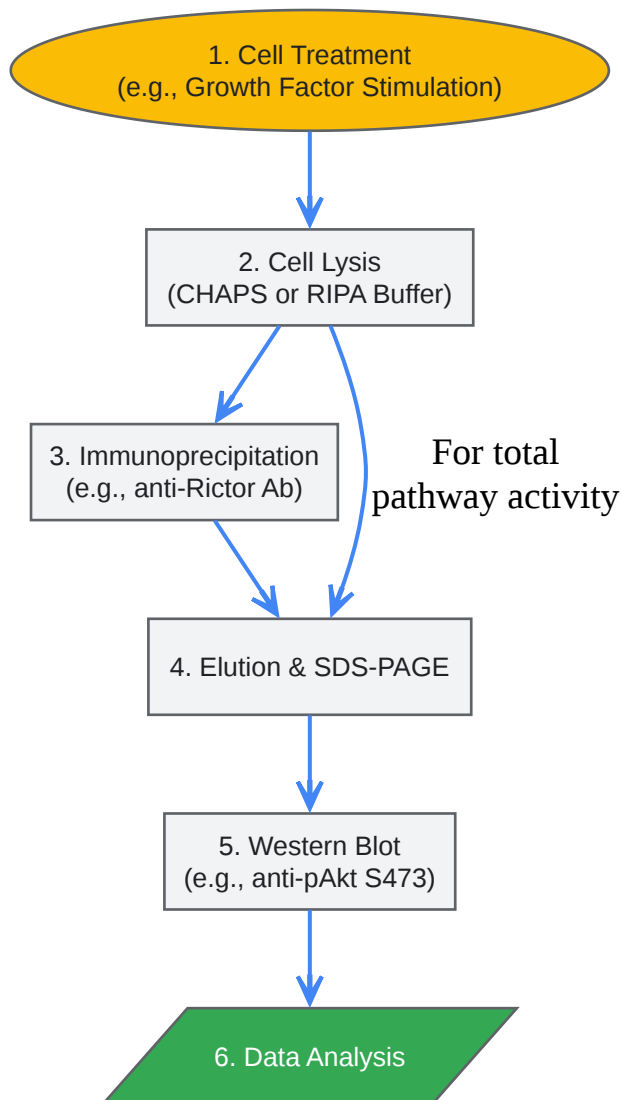 1. Cell Treatment
(e.g., Growth Factor Stimulation)
2. Cell Lysis
(CHAPS or RIPA Buffer)
3. Immunoprecipitation
(e.g., anti-Rictor Ab)
For total
pathway activity
4. Elution & SDS-PAGE
5. Western Blot
(e.g., anti-pAkt S473)
6. Data Analysis